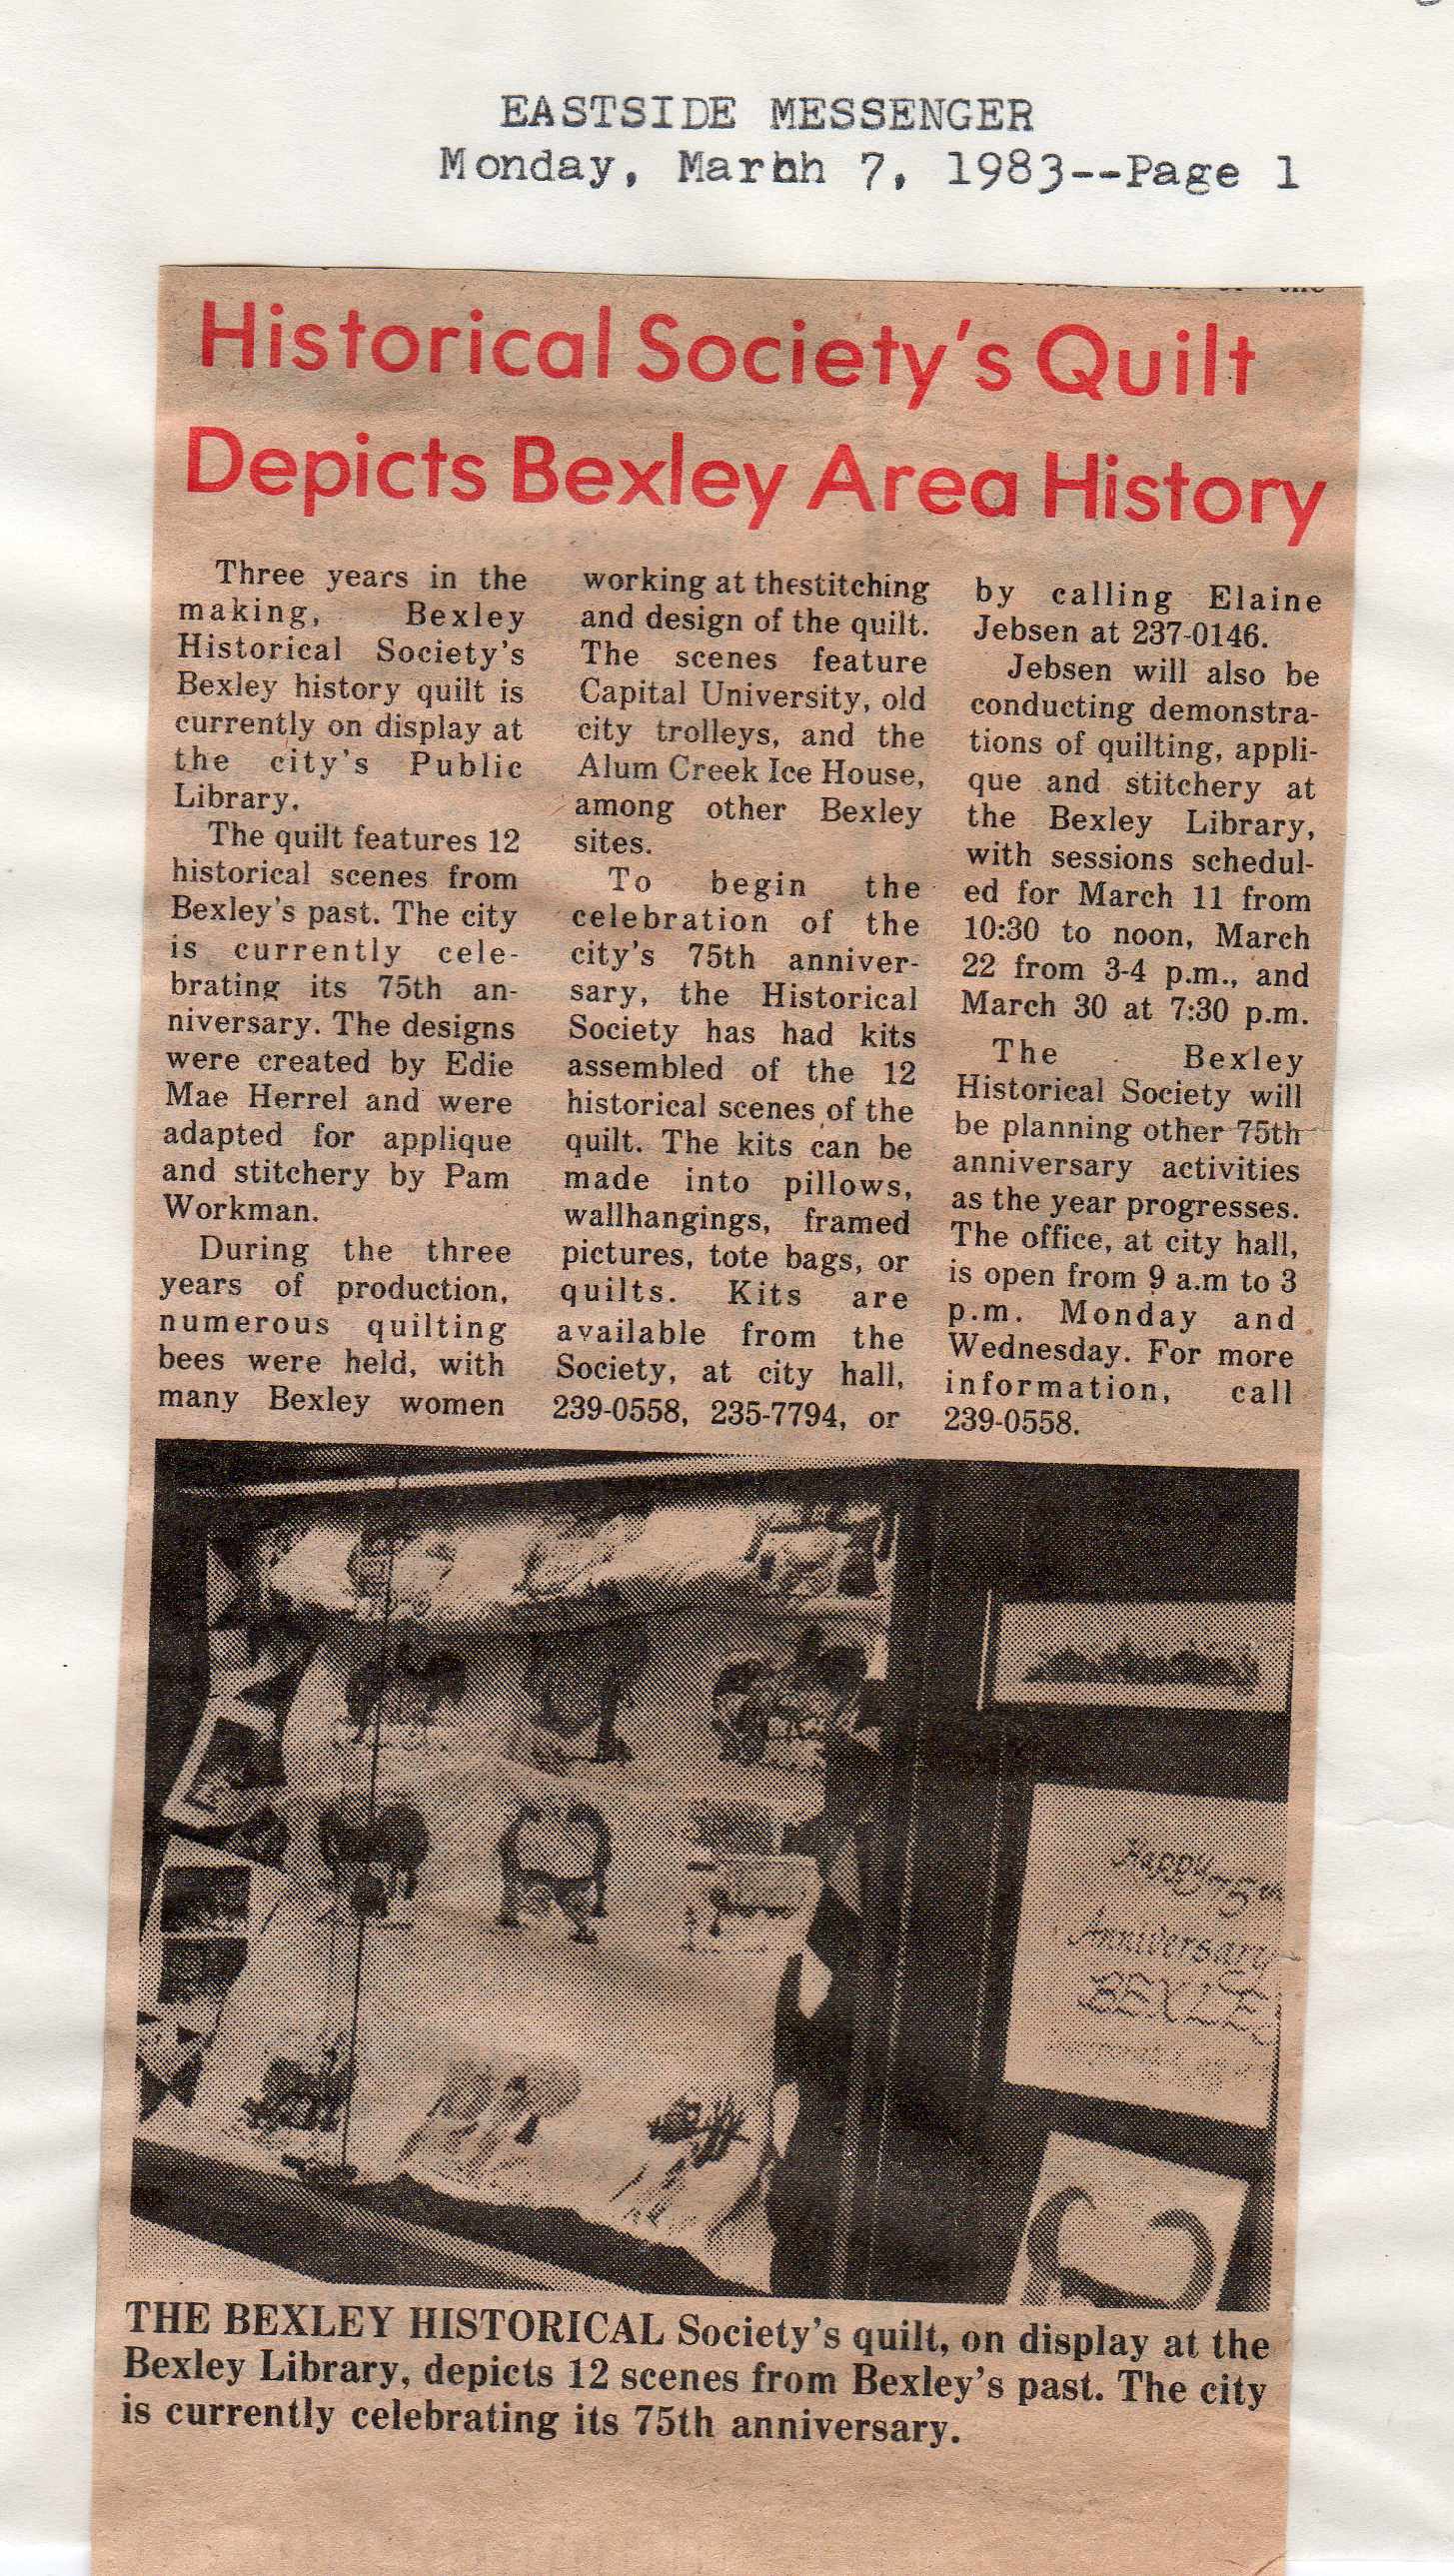 EASTSIDE MESSENGER
Monday, Marhh 7, 1983--Page 1
the
Historical Society's Quilt
Depicts Bexley Area History
Three years in the
making, Bexley
Historical Society's
Bexley history quilt is
currently on display at
the city's Public
Library.
The quilt features 12
historical scenes from
Bexley's past. The city
is currently cele-
brating its 75th an-
niversary. The designs
were created by Edie
Mae Herrel and were
adapted for applique
and stitchery by Pam
Workman.
During the three
years of production,
numerous quilting
bees were held, with
many Bexley women
working at thestitching
and design of the quilt.
The scenes feature
Capital University, old
city trolleys, and the
Alum Creek Ice House,
among other Bexley
sites.
To begin the
celebration of the
city's 75th anniver-
sary, the Historical
Society has had kits
assembled of the 12
historical scenes of the
quilt. The kits can be
made into pillows,
wallhangings, framed
pictures, tote bags, or
quilts. Kits are
available from the
Society, at city hall,
239-0558, 235-7794, or
by calling Elaine
Jebsen at 237-0146.
Jebsen will also be
conducting demonstra-
tions of quilting, appli-
que and stitchery at
the Bexley Library,
with sessions schedul-
ed for March 11 from
10:30 to noon, March
22 from 3-4 p.m., and
March 30 at 7:30 p.m.
The Bexley
Historical Society will
be planning other 75th
anniversary activities
as the year progresses.
The office, at city hall,
is open from 9 a.m to 3
p.m. Monday and
Wednesday. For more
information, call
239-0558.
Happy 75th
Anniversary
BEXLE
THE BEXLEY HISTORICAL Society's quilt, on display at the
Bexley Library, depicts 12 scenes from Bexley's past. The city
is currently celebrating its 75th anniversary.